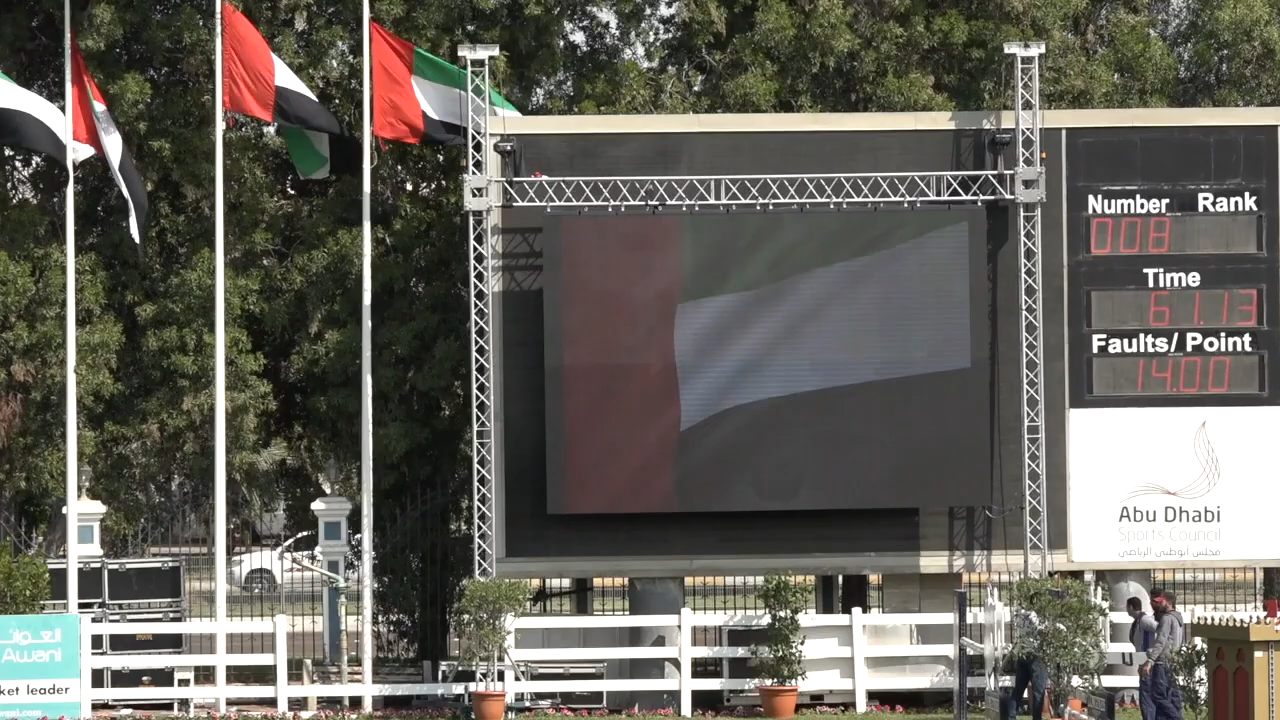 Number Rank
008
Time
61.13
Faults/ Point
14.00
Abu Dhabi
Sports Council
مجلس أبوظبي الرياضي
العوانـي
Awani
ket leader